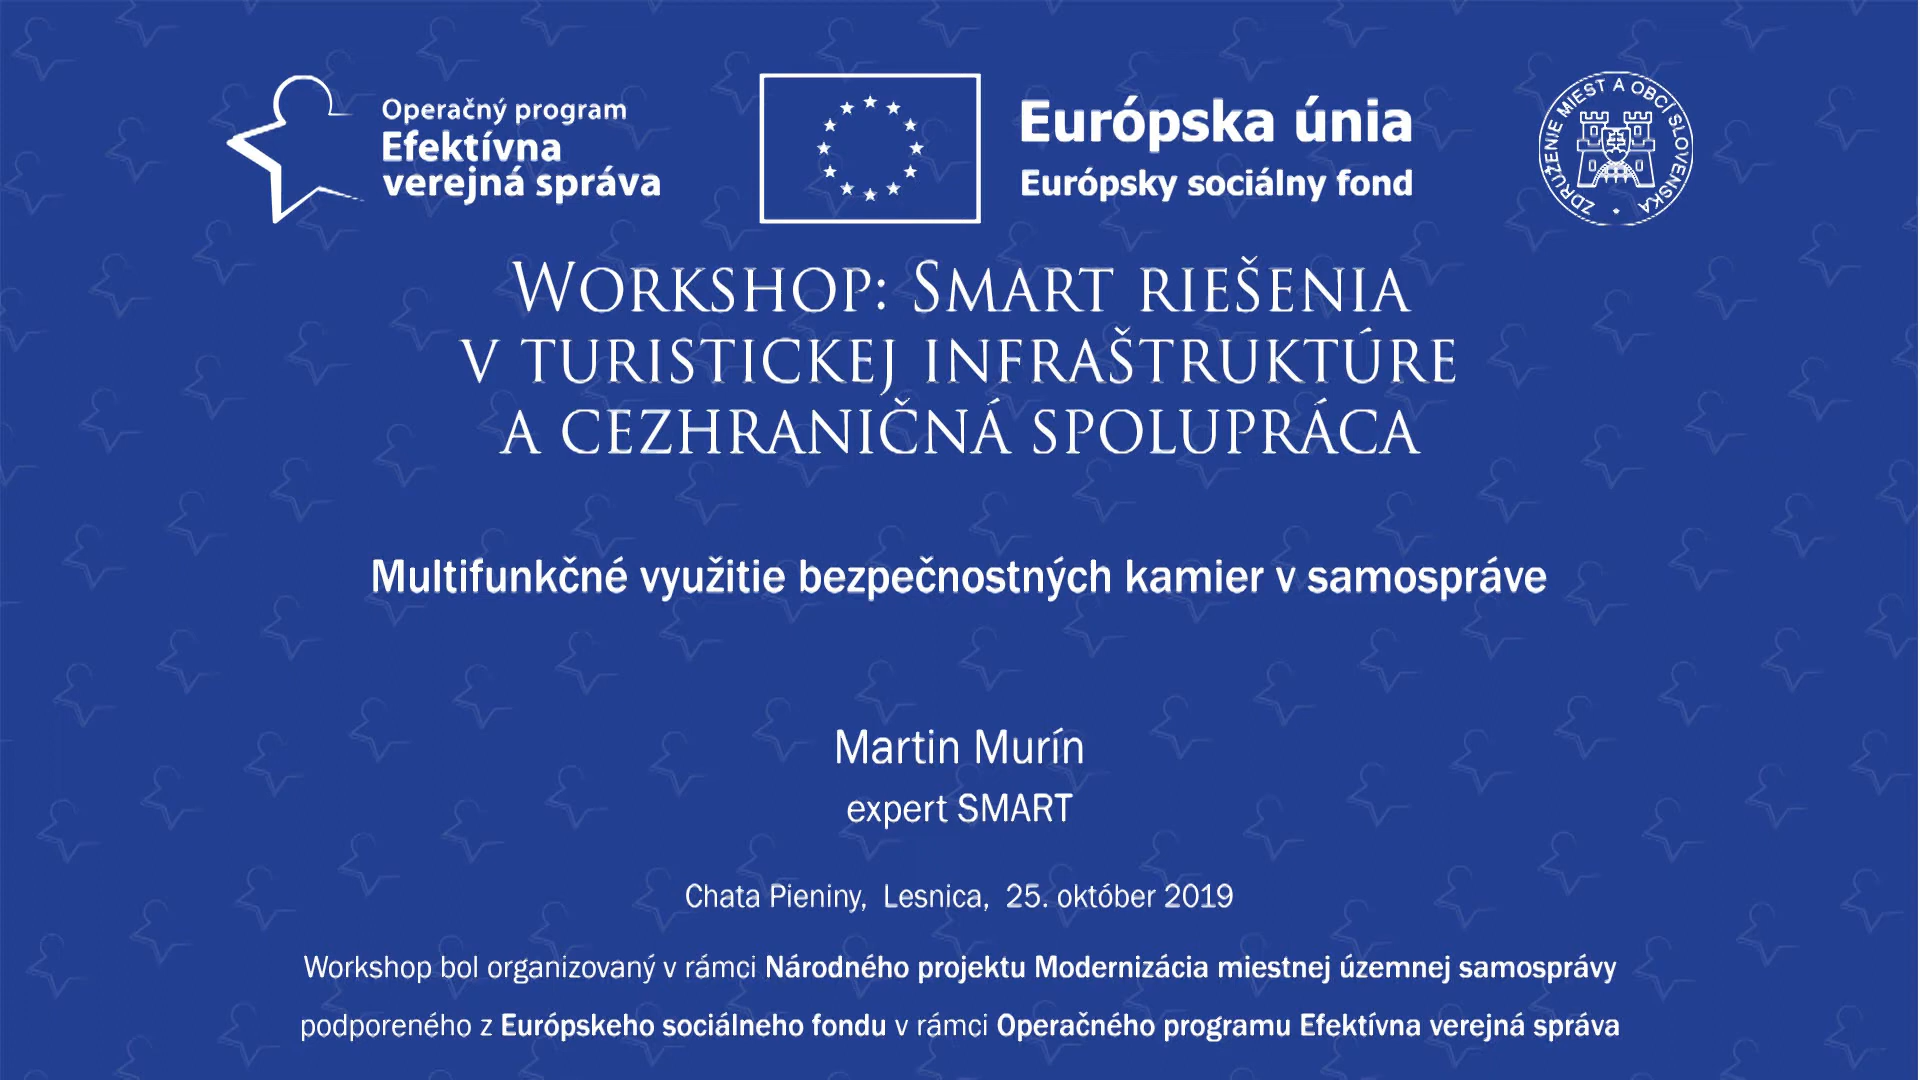 Operačný program
Efektívna
verejná správa
Európska únia
Európsky sociálny fond
ZDRUŽENIE MIEST A OBCÍ SLOVENSKA
WORKSHOP: SMART RIEŠENIA
V TURISTICKEJ INFRAŠTRUKTÚRE
A CEZHRANIČNÁ SPOLUPRÁCA
Multifunkčné využitie bezpečnostných kamier v samospráve
Martin Murín
expert SMART
Chata Pieniny, Lesnica, 25. október 2019
Workshop bol organizovaný v rámci Národného projektu Modernizácia miestnej územnej samosprávy
podporeného z Európskeho sociálneho fondu v rámci Operačného programu Efektívna verejná správa